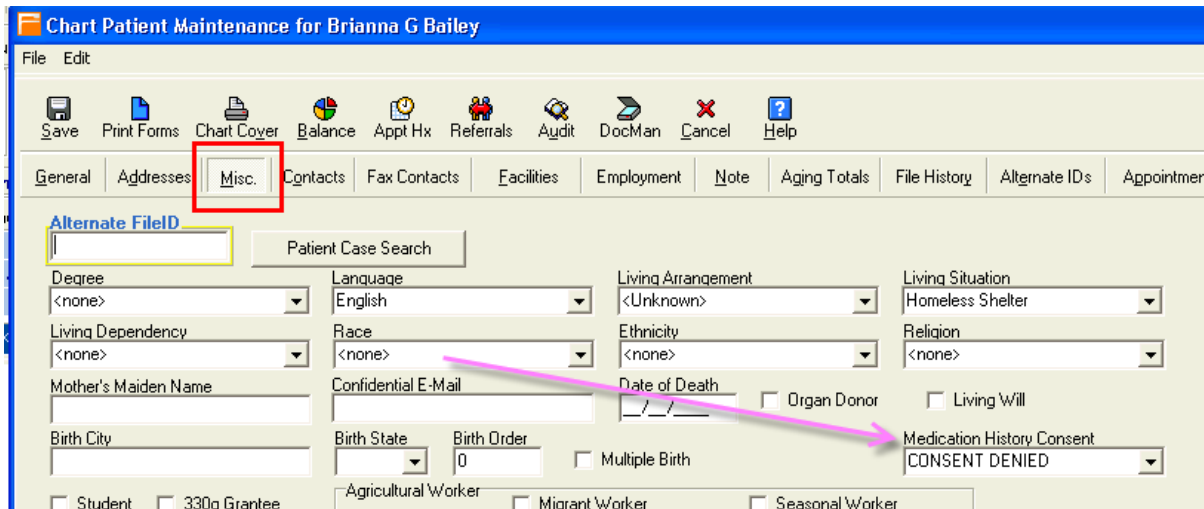 Chart Patient Maintenance for Brianna G Bailey
File Edit
Save Print Forms Chart Cover Balance Appt Hx Referrals Audit DocMan Cancel Help
General Addresses Misc. Contacts Fax Contacts Facilities Employment Note Aging Totals File History Alternate IDs Appointmen
Alternate FileID
Patient Case Search
Degree Language Living Arrangement Living Situation
<none> English <Unknown> Homeless Shelter
Living Dependency Race Ethnicity Religion
<none> <none> <none> <none>
Mother's Maiden Name Confidential E-Mail Date of Death
__/__/____ Organ Donor Living Will
Birth City Birth State Birth Order Medication History Consent
0 Multiple Birth CONSENT DENIED
Agricultural Worker
Student 330g Grantee Migrant Worker Seasonal Worker